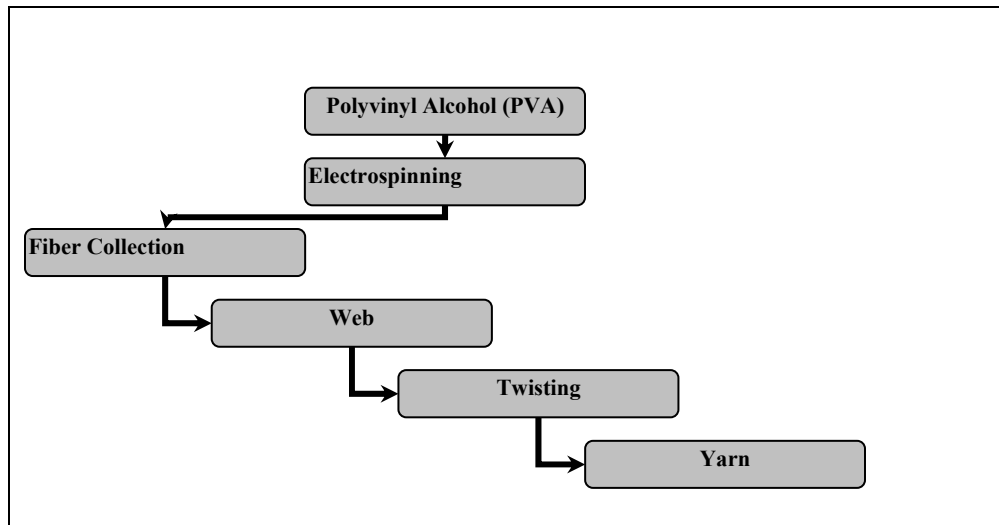 Polyvinyl Alcohol (PVA)
Electrospinning
Fiber Collection
Web
Twisting
Yarn